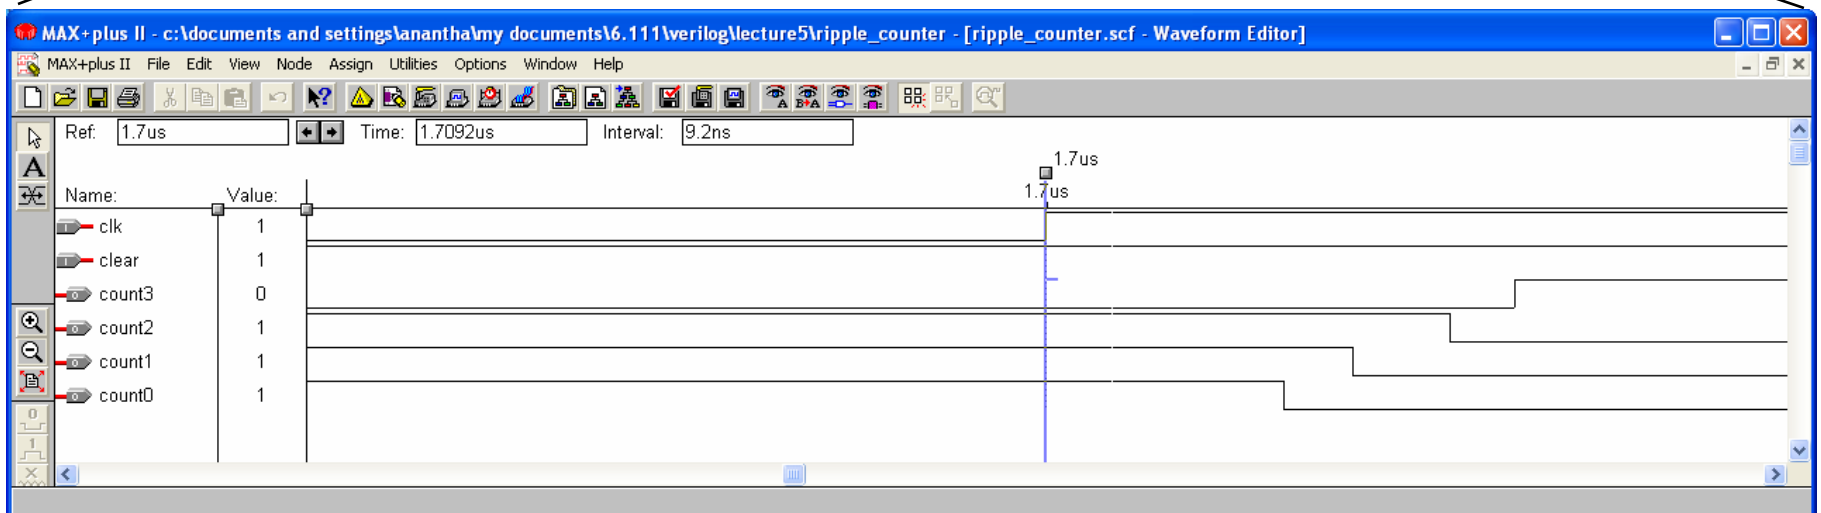 MAX+plus II - c:\documents and settings\anantha\my documents\6.111\verilog\lecture5\ripple_counter - [ripple_counter.scf - Waveform Editor]
MAX+plus II File Edit View Node Assign Utilities Options Window Help
Ref: 1.7us Time: 1.7092us Interval: 9.2ns
1.7us
Name: Value: 1.7us
clk 1
clear 1
count3 0
count2 1
count1 1
count0 1